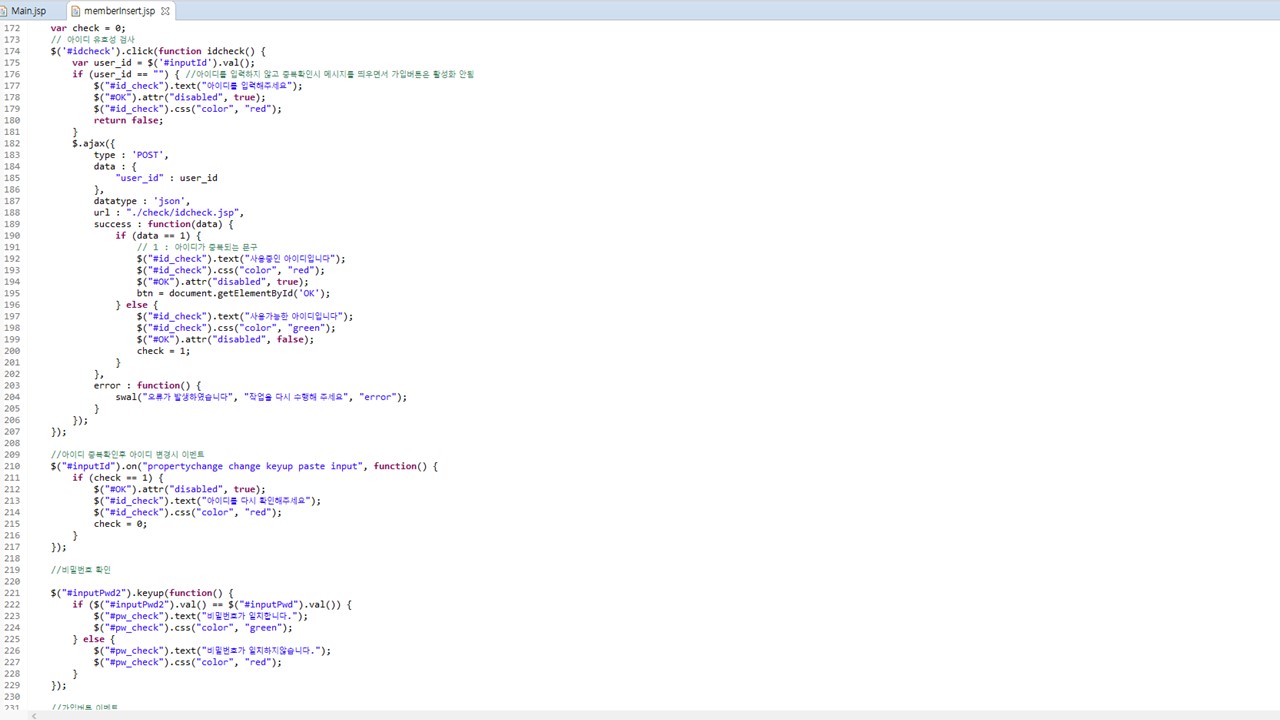 Main.jsp
memberInsert.jsp
172 var check = 0;
173 // 아이디 유효성 검사
174 $('#idcheck').click(function idcheck() {
175 var user_id = $('#inputId').val();
176 if (user_id == "") { //아이디를 입력하지 않고 중복확인시 메시지를 띄우면서 가입버튼은 활성화 안됨
177 $("#id_check").text("아이디를 입력해주세요");
178 $("#OK").attr("disabled", true);
179 $("#id_check").css("color", "red");
180 return false;
181 }
182 $.ajax({
183 type : 'POST',
184 data : {
185 "user_id" : user_id
186 },
187 datatype : 'json',
188 url : "./check/idcheck.jsp",
189 success : function(data) {
190 if (data == 1) {
191 // 1 : 아이디가 중복되는 문구
192 $("#id_check").text("사용중인 아이디입니다");
193 $("#id_check").css("color", "red");
194 $("#OK").attr("disabled", true);
195 btn = document.getElementById('OK');
196 } else {
197 $("#id_check").text("사용가능한 아이디입니다");
198 $("#id_check").css("color", "green");
199 $("#OK").attr("disabled", false);
200 check = 1;
201 }
202 },
203 error : function() {
204 swal("오류가 발생하였습니다", "작업을 다시 수행해 주세요", "error");
205 }
206 });
207 });
208
209 //아이디 중복확인후 아이디 변경시 이벤트
210 $("#inputId").on("propertychange change keyup paste input", function() {
211 if (check == 1) {
212 $("#OK").attr("disabled", true);
213 $("#id_check").text("아이디를 다시 확인해주세요");
214 $("#id_check").css("color", "red");
215 check = 0;
216 }
217 });
218
219 //비밀번호 확인
220
221 $("#inputPwd2").keyup(function() {
222 if ($("#inputPwd2").val() == $("#inputPwd").val()) {
223 $("#pw_check").text("비밀번호가 일치합니다.");
224 $("#pw_check").css("color", "green");
225 } else {
226 $("#pw_check").text("비밀번호가 일치하지않습니다.");
227 $("#pw_check").css("color", "red");
228 }
229 });
230
231 //가입버튼 이벤트